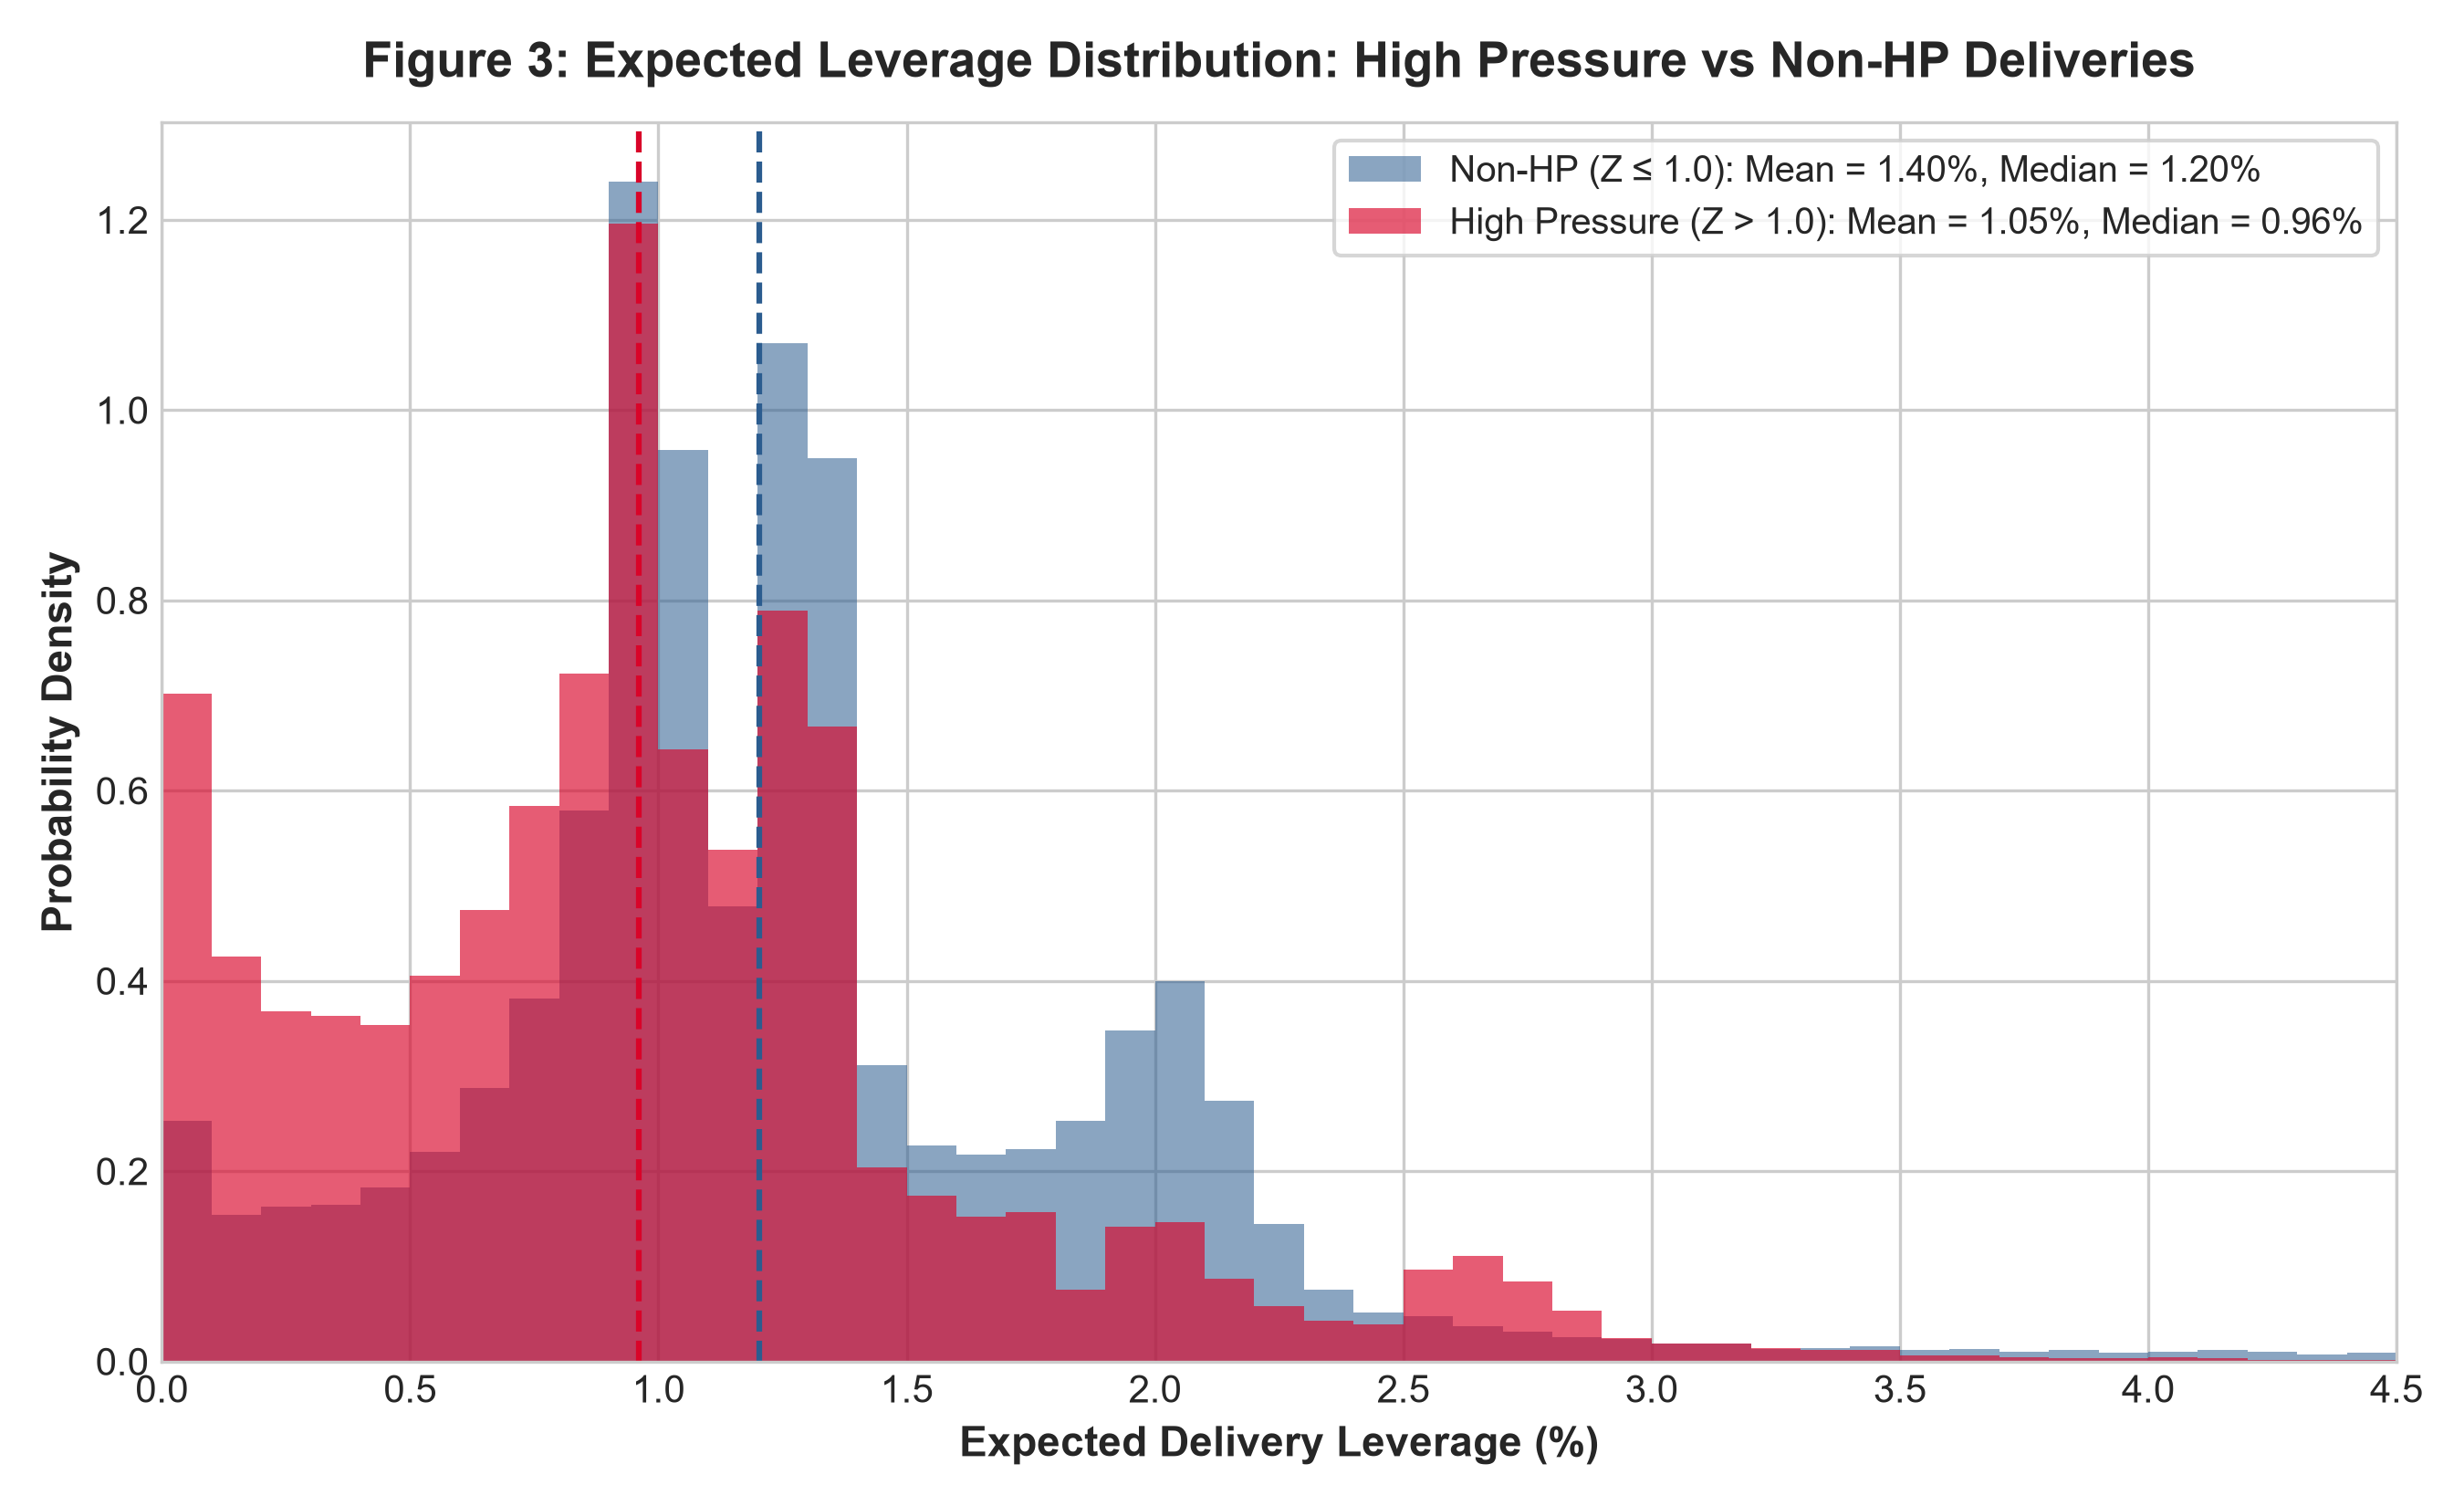 Figure 3: Expected Leverage Distribution: High Pressure vs Non-HP Deliveries
Non-HP (Z ≤ 1.0): Mean = 1.40%, Median = 1.20%
High Pressure (Z > 1.0): Mean = 1.05%, Median = 0.96%
Probability Density
1.2
1.0
0.8
0.6
0.4
0.2
0.0
0.0 0.5 1.0 1.5 2.0 2.5 3.0 3.5 4.0 4.5
Expected Delivery Leverage (%)